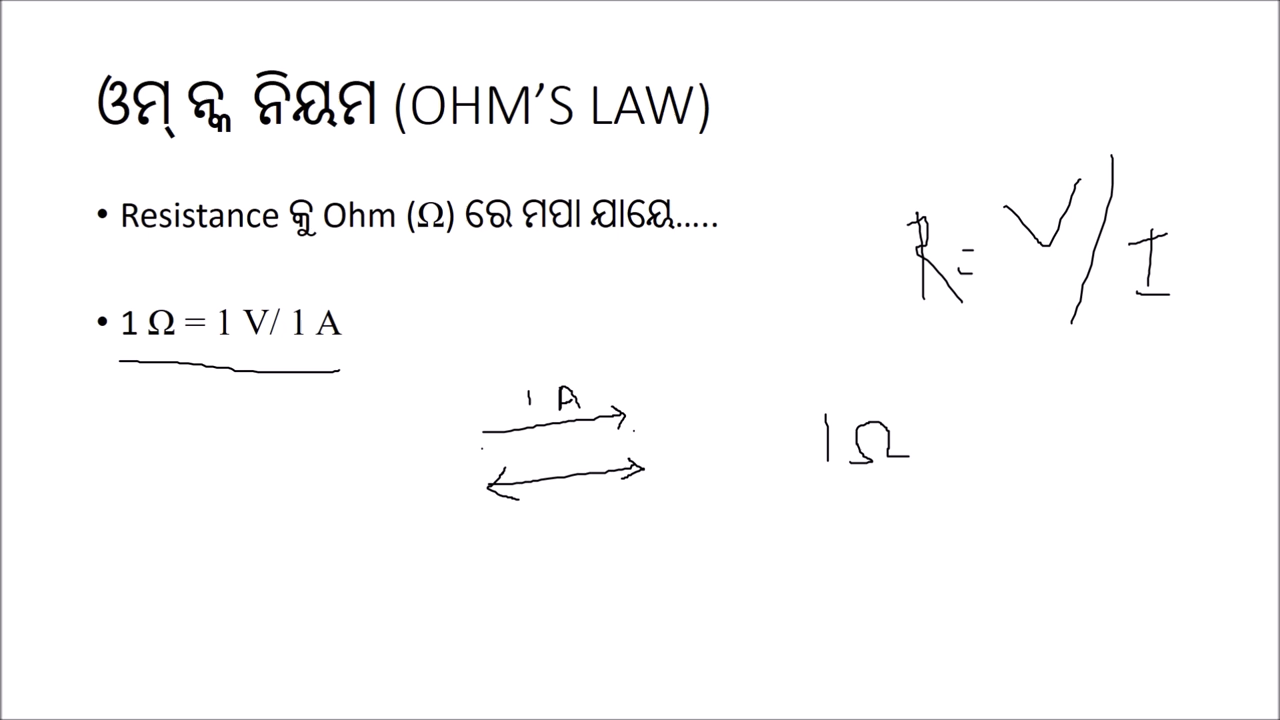 ଓମ୍ ଙ୍କ ନିୟମ (OHM’S LAW)
• Resistance କୁ Ohm (Ω) ରେ ମପା ଯାୟେ.....
R= V/I
• 1 Ω = 1 V/ 1 A
1 A
1 Ω